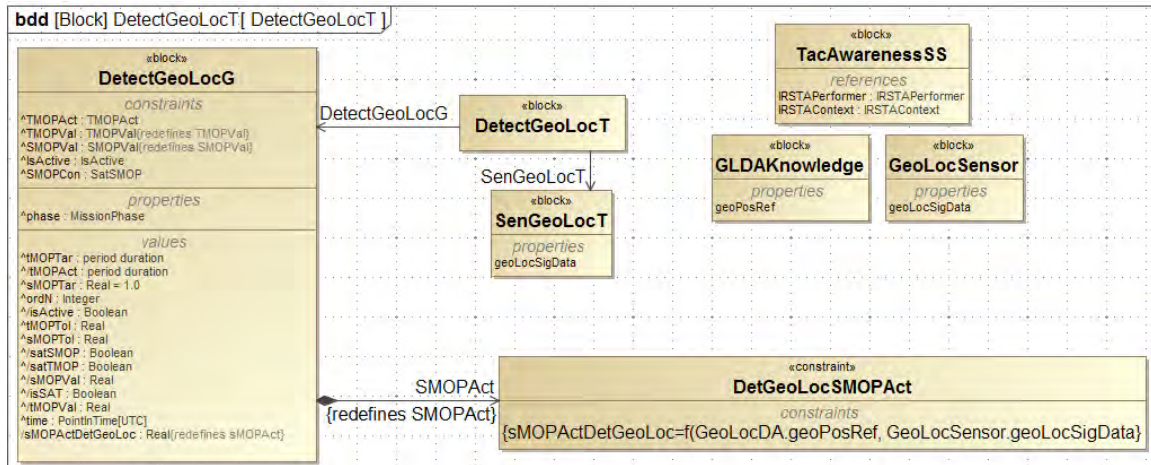 bdd [Block] DetectGeoLocT[ DetectGeoLocT ]
«block»
DetectGeoLocG
constraints
^TMOPAct : TMOPAct
^TMOPVal : TMOPVal{redefines TMOPVal}
^SMOPVal : SMOPVal{redefines SMOPVal}
^IsActive : IsActive
^SMOPCon : SatSMOP
properties
^phase : MissionPhase
values
^tMOPTar : period duration
^/tMOPAct : period duration
^sMOPTar : Real = 1.0
^ordN : Integer
^/isActive : Boolean
^tMOPTol : Real
^sMOPTol : Real
^/satSMOP : Boolean
^/satTMOP : Boolean
^/sMOPVal : Real
^/isSAT : Boolean
^/tMOPVal : Real
^time : PointInTime[UTC]
/sMOPActDetGeoLoc : Real{redefines sMOPAct}
DetectGeoLocG
«block»
DetectGeoLocT
SenGeoLocT
«block»
SenGeoLocT
properties
geoLocSigData
«block»
TacAwarenessSS
references
IRSTAPerformer : IRSTAPerformer
IRSTAContext : IRSTAContext
«block»
GLDAKnowledge
properties
geoPosRef
«block»
GeoLocSensor
properties
geoLocSigData
SMOPAct
{redefines SMOPAct}
«constraint»
DetGeoLocSMOPAct
constraints
{sMOPActDetGeoLoc=f(GeoLocDA.geoPosRef, GeoLocSensor.geoLocSigData}